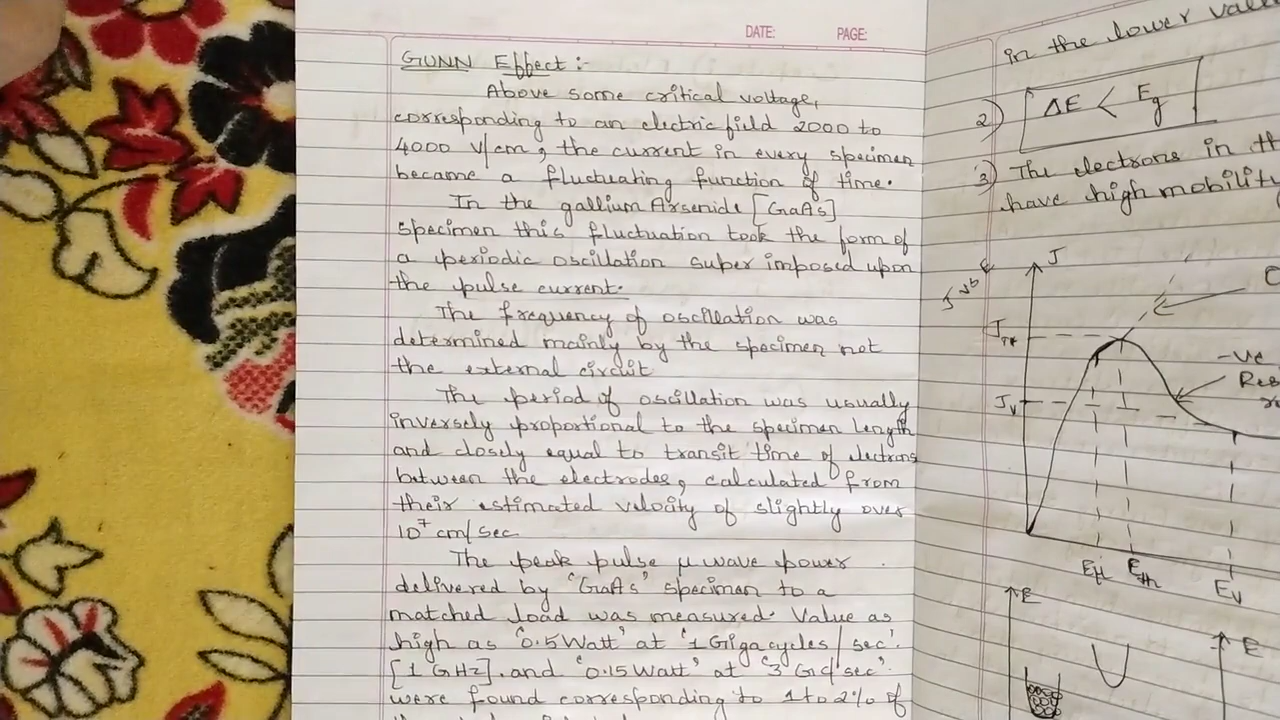 DATE: PAGE:
GUNN Effect :-
Above some critical voltage,
corresponding to an electric field 2000 to
4000 v/cm, the current in every specimen
became a fluctuating function of time.
In the gallium Arsenide [GaAs]
specimen this fluctuation took the form of
a periodic oscillation super imposed upon
the pulse current.
The frequency of oscillation was
determined mainly by the specimen not
the external circuit
The period of oscillation was usually
inversely proportional to the specimen length
and closely equal to transit time of electrons
between the electrodes, calculated from
their estimated velocity of slightly over
10⁷ cm/sec
The peak pulse μ wave power
delivered by 'GaAs' specimen to a
matched load was measured. Value as
high as '0.5 Watt' at '1 Gigacycles/sec'.
[1 GHz]. and '0.15 Watt' at '3 Gc/sec'.
were found corresponding to 1 to 2% of
in the lower
2) ΔE < Eg
3) The electrons in
have high mobility
J
-ve
J
E
E